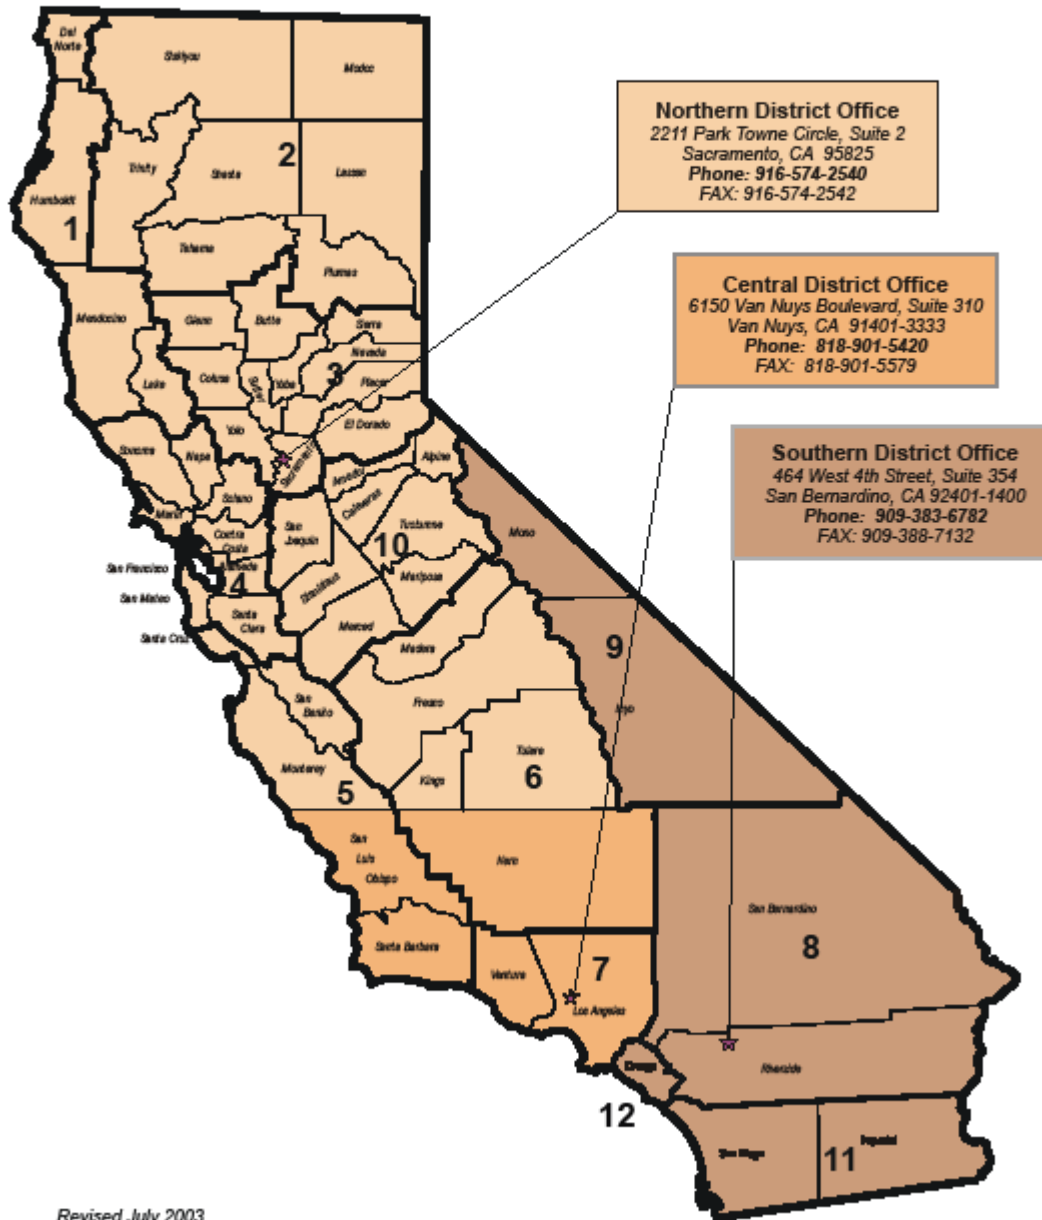 Del
Norte
Siskiyou
Modoc
Northern District Office
2211 Park Towne Circle, Suite 2
Sacramento, CA  95825
Phone: 916-574-2540
FAX: 916-574-2542
Humboldt
1
Trinity
2
Shasta
Lassen
Tehama
Plumas
Central District Office
6150 Van Nuys Boulevard, Suite 310
Van Nuys, CA  91401-3333
Phone:  818-901-5420
FAX:  818-901-5579
Mendocino
Glenn
Butte
Sierra
Nevada
3
Placer
Lake
Colusa
Sutter
Yuba
Yolo
El Dorado
Southern District Office
464 West 4th Street, Suite 354
San Bernardino, CA 92401-1400
Phone:  909-383-6782
FAX: 909-388-7132
Sonoma
Napa
Sacramento
Amador
Alpine
Solano
Calaveras
Marin
Contra
Costa
San
Joaquin
Tuolumne
10
Mono
San Francisco
Alameda
4
Stanislaus
Mariposa
San Mateo
Santa
Clara
Merced
Santa Cruz
Madera
9
San
Benito
Fresno
Inyo
Monterey
5
Kings
Tulare
6
San
Luis
Obispo
Kern
San Bernardino
8
Santa Barbara
Ventura
7
Los Angeles
Orange
Riverside
12
San Diego
11
Imperial
Revised July 2003